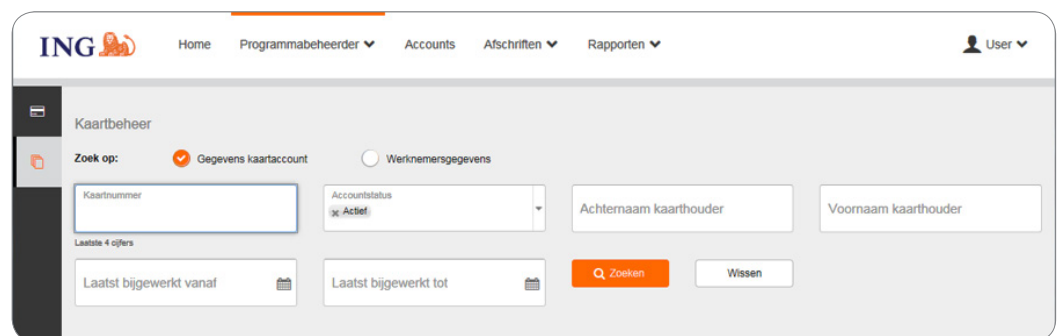 ING Home Programmabeheerder Accounts Afschriften Rapporten User
Kaartbeheer
Zoek op: Gegevens kaartaccount Werknemersgegevens
Kaartnummer Accountstatus
Actief Achternaam kaarthouder Voornaam kaarthouder
Laatste 4 cijfers
Laatst bijgewerkt vanaf Laatst bijgewerkt tot Zoeken Wissen